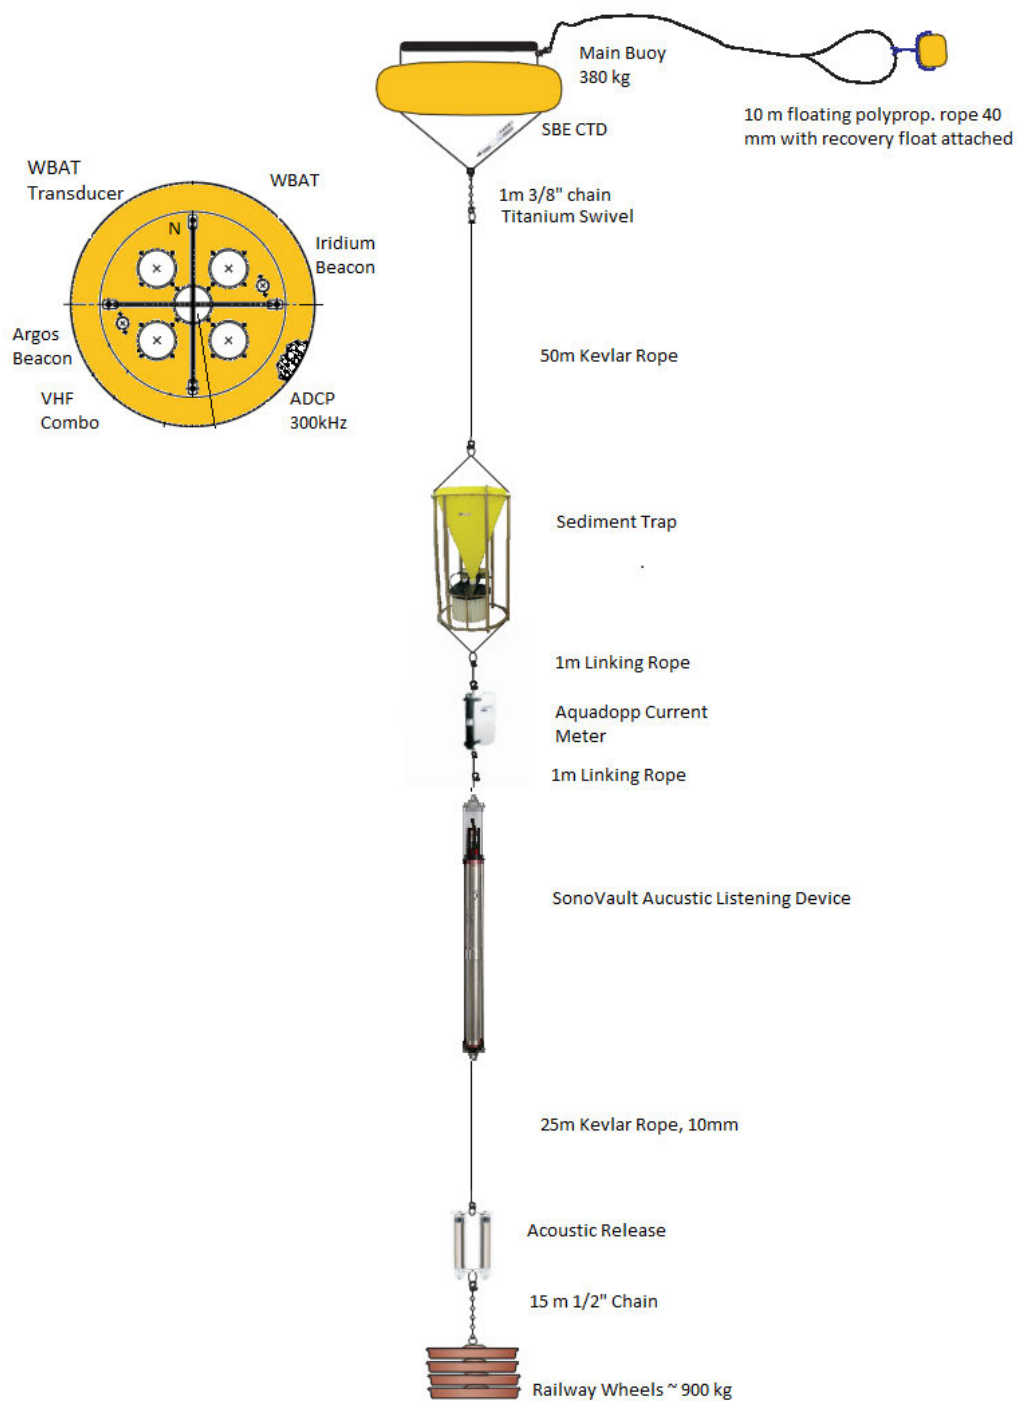 Main Buoy
380 kg
10 m floating polyprop. rope 40
mm with recovery float attached
SBE CTD
WBAT
Transducer
WBAT
1m 3/8" chain
Titanium Swivel
N
Iridium
Beacon
Argos
Beacon
50m Kevlar Rope
VHF
Combo
ADCP
300kHz
Sediment Trap
1m Linking Rope
Aquadopp Current
Meter
1m Linking Rope
SonoVault Aucustic Listening Device
25m Kevlar Rope, 10mm
Acoustic Release
15 m 1/2" Chain
Railway Wheels ~ 900 kg